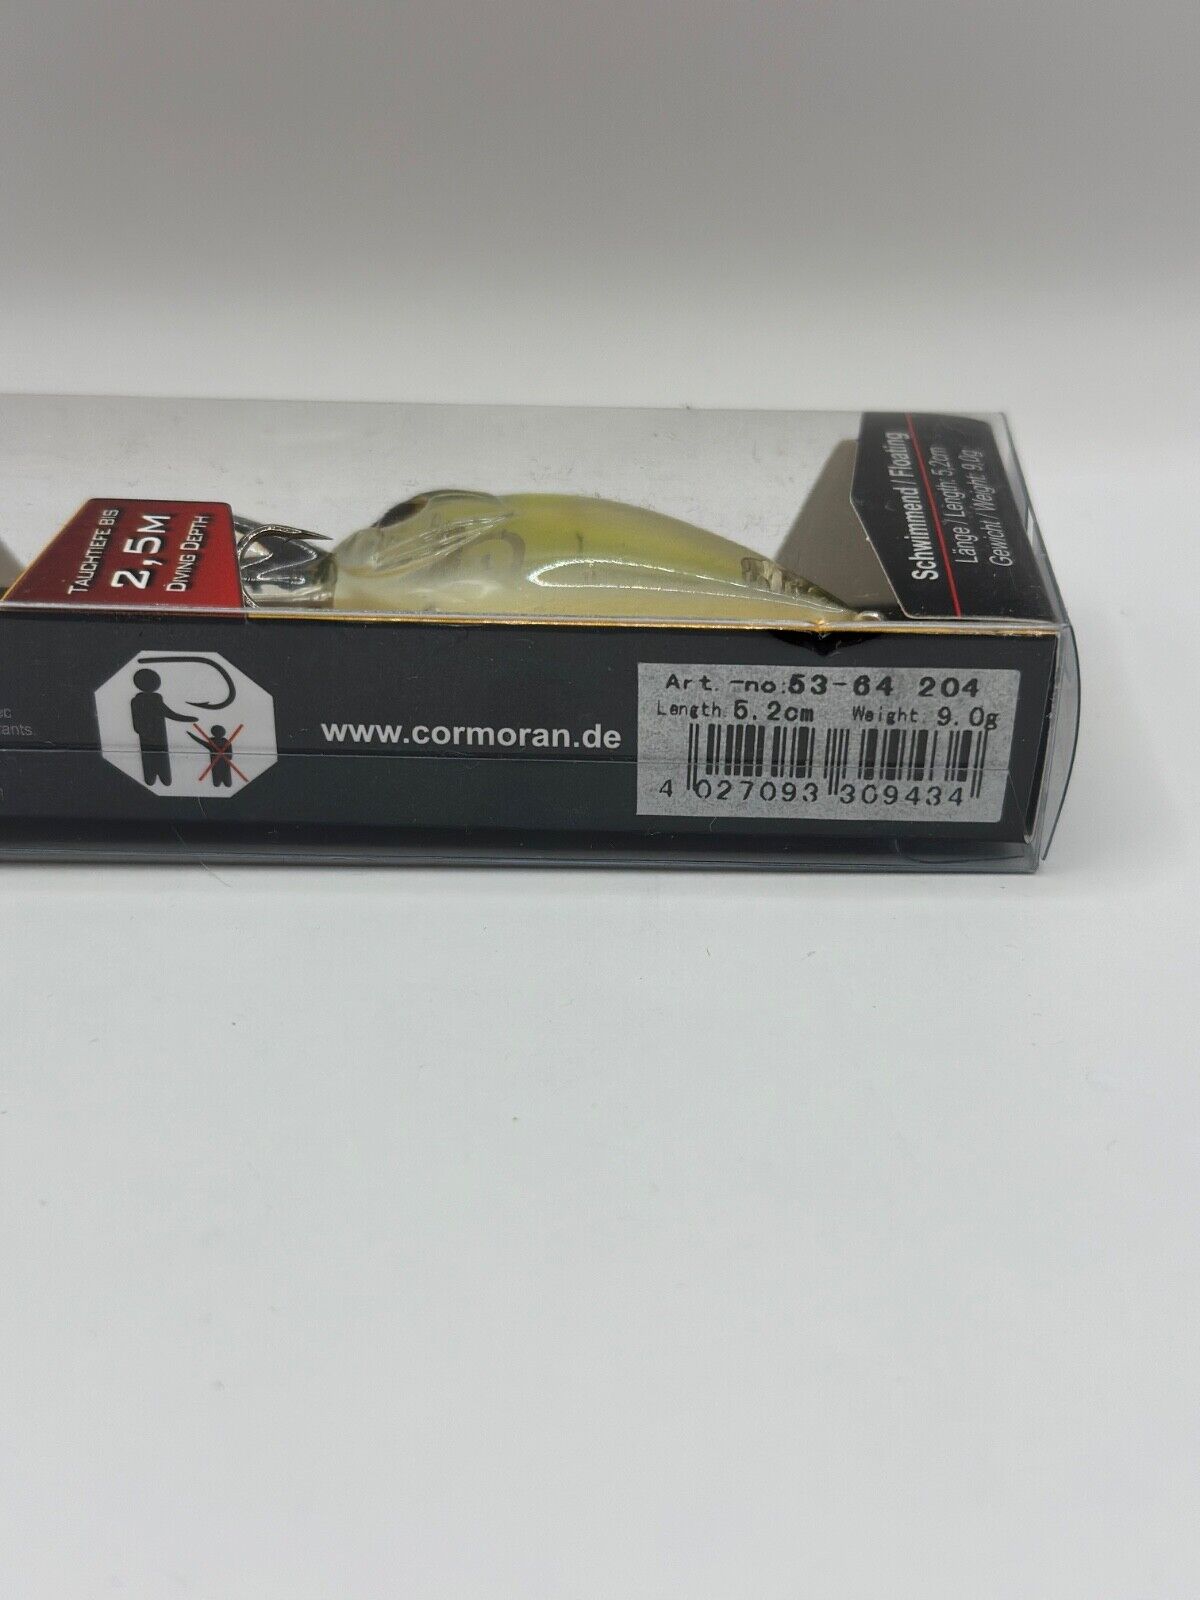 TAUCHTIEFE BIS
2,5M
DIVING DEPTH
Schwimmend / Floating
Länge / Length: 5.2cm
Gewicht / Weight: 9.0g
www.cormoran.de
Art. -no:53-64 204
Length:5.2cm Weight: 9.0g
4 027093 309434